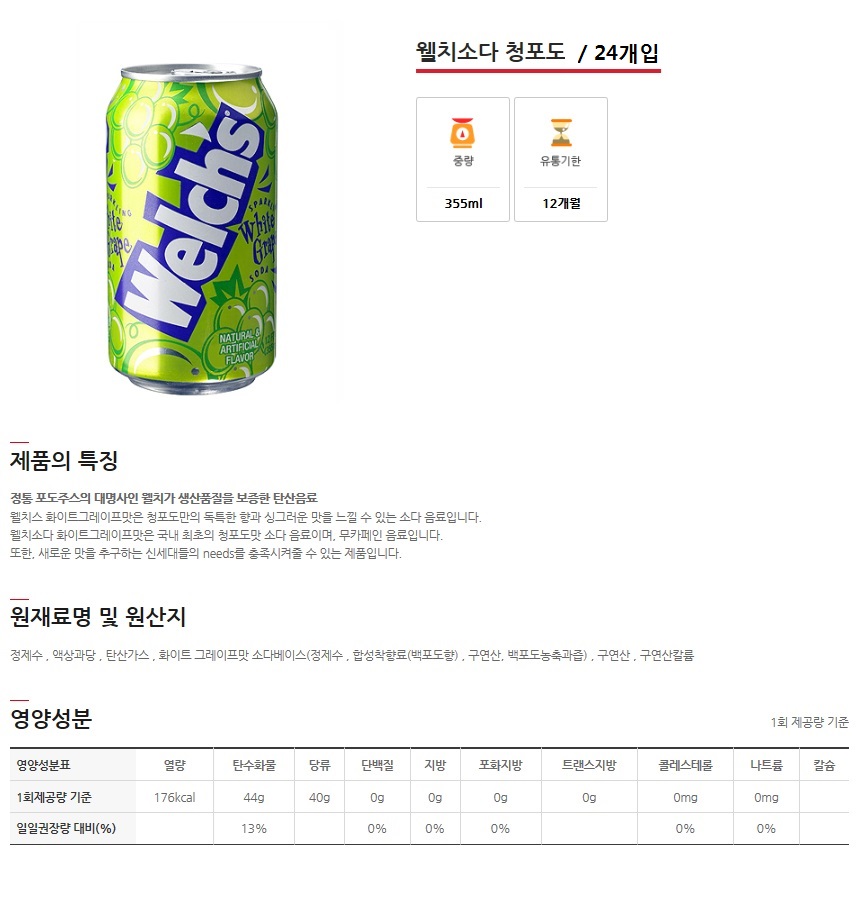 웰치소다 청포도 / 24개입
중량
유통기한
355ml
12개월
Welch's
SPARKLING
White
Grape
SODA
NATURAL &
ARTIFICIAL
FLAVOR
제품의 특징
정통 포도주스의 대명사인 웰치가 생산품질을 보증한 탄산음료
웰치스 화이트그레이프맛은 청포도만의 독특한 향과 싱그러운 맛을 느낄 수 있는 소다 음료입니다.
웰치소다 화이트그레이프맛은 국내 최초의 청포도맛 소다 음료이며, 무카페인 음료입니다.
또한, 새로운 맛을 추구하는 신세대들의 needs를 충족시켜줄 수 있는 제품입니다.
원재료명 및 원산지
정제수 , 액상과당 , 탄산가스 , 화이트 그레이프맛 소다베이스(정제수 , 합성착향료(백포도향) , 구연산, 백포도농축과즙) , 구연산 , 구연산칼륨
영양성분
1회 제공량 기준
영양성분표 열량 탄수화물 당류 단백질 지방 포화지방 트랜스지방 콜레스테롤 나트륨 칼슘
1회제공량 기준 176kcal 44g 40g 0g 0g 0g 0g 0mg 0mg
일일권장량 대비(%) 13% 0% 0% 0% 0% 0%